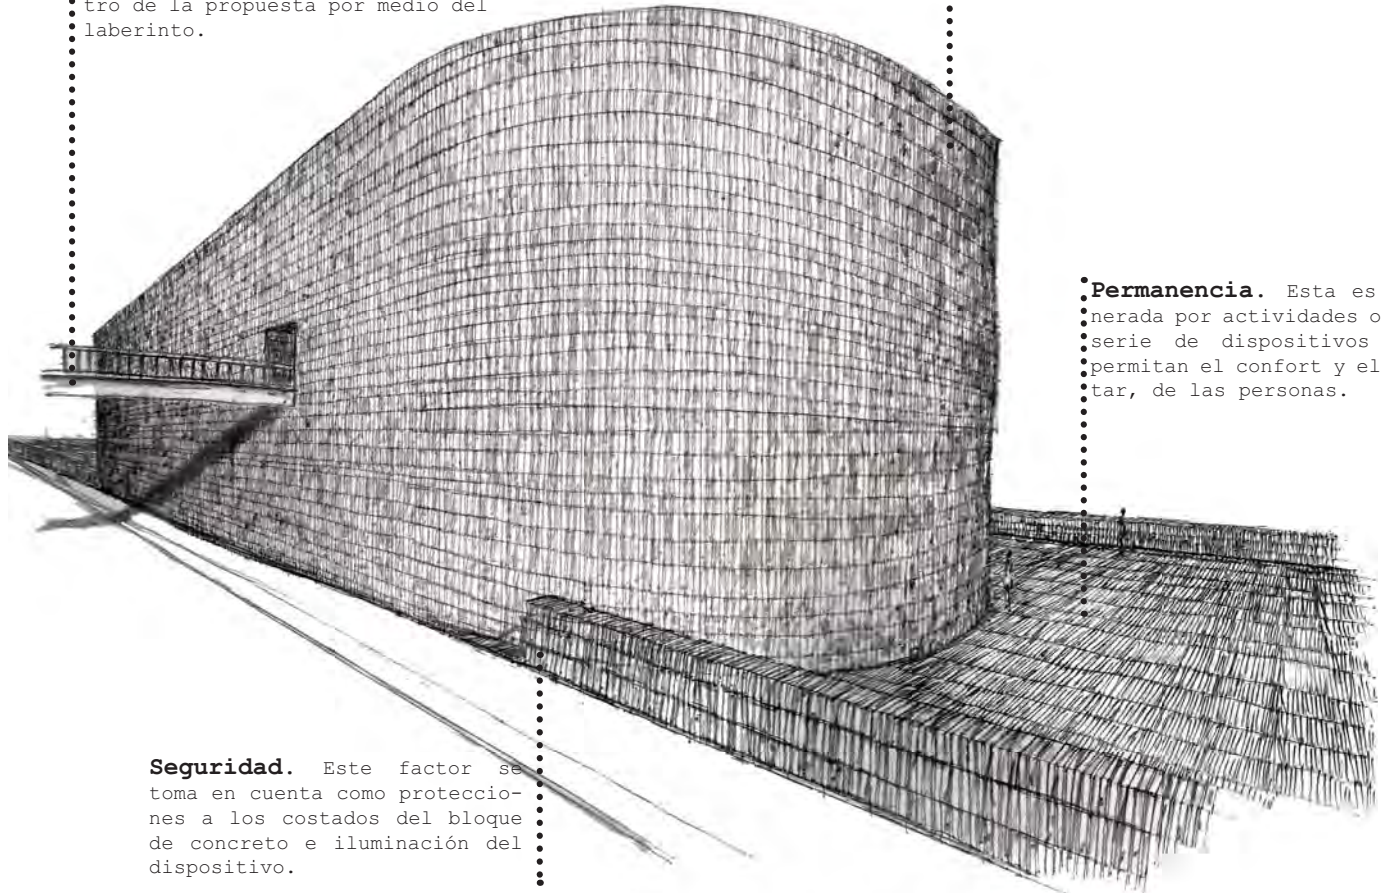 tro de la propuesta por medio del
laberinto.
Permanencia. Esta es
nerada por actividades o
serie de dispositivos
permitan el confort y el
tar, de las personas.
Seguridad. Este factor se
toma en cuenta como proteccio-
nes a los costados del bloque
de concreto e iluminación del
dispositivo.